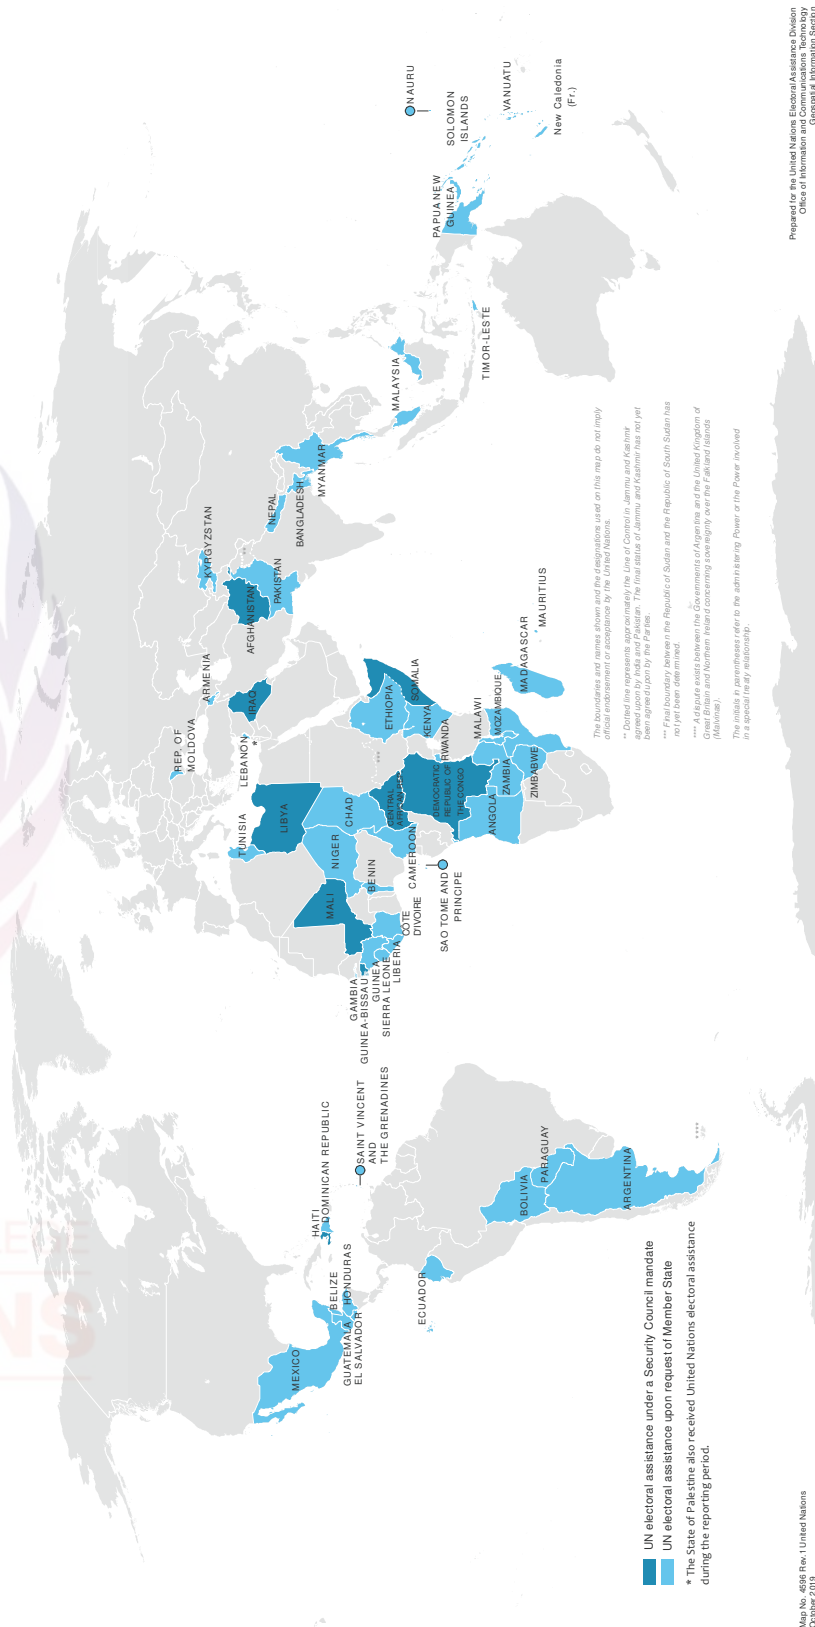 MEXICO
GUATEMALA
EL SALVADOR
BELIZE
HONDURAS
HAITI
DOMINICAN REPUBLIC
SAINT VINCENT
AND
THE GRENADINES
ECUADOR
BOLIVIA
PARAGUAY
ARGENTINA
****
GAMBIA
GUINEA-BISSAU
GUINEA
SIERRA LEONE
LIBERIA
COTE
D'IVOIRE
MALI
BENIN
NIGER
TUNISIA
LIBYA
CHAD
CAMEROON
SAO TOME AND
PRINCIPE
CENTRAL
AFRICAN REP.
DEMOCRATIC
REPUBLIC OF
THE CONGO
RWANDA
ANGOLA
ZAMBIA
ZIMBABWE
MALAWI
MOZAMBIQUE
MADAGASCAR
MAURITIUS
KENYA
ETHIOPIA
SOMALIA
***
REP. OF
MOLDOVA
LEBANON
*
ARMENIA
IRAQ
AFGHANISTAN
KYRGYZSTAN
PAKISTAN
**
NEPAL
BANGLADESH
MYANMAR
MALAYSIA
TIMOR-LESTE
PAPUA NEW
GUINEA
NAURU
SOLOMON
ISLANDS
VANUATU
New Caledonia
(Fr.)
UN electoral assistance under a Security Council mandate
UN electoral assistance upon request of Member State
* The State of Palestine also received United Nations electoral assistance
during the reporting period.
The boundaries and names shown and the designations used on this map do not imply
official endorsement or acceptance by the United Nations.
** Dotted line represents approximately the Line of Control in Jammu and Kashmir
agreed upon by India and Pakistan. The final status of Jammu and Kashmir has not yet
been agreed upon by the Parties.
*** Final boundary between the Republic of Sudan and the Republic of South Sudan has
not yet been determined.
**** A dispute exists between the Governments of Argentina and the United Kingdom of
Great Britain and Northern Ireland concerning sovereignty over the Falkland Islands
(Malvinas).
The initials in parentheses refer to the administering Power or the Power involved
in a special treaty relationship.
Map No. 4596 Rev.1 United Nations
October 2019
Prepared for the United Nations Electoral Assistance Division
Office of Information and Communications Technology
Geospatial Information Section